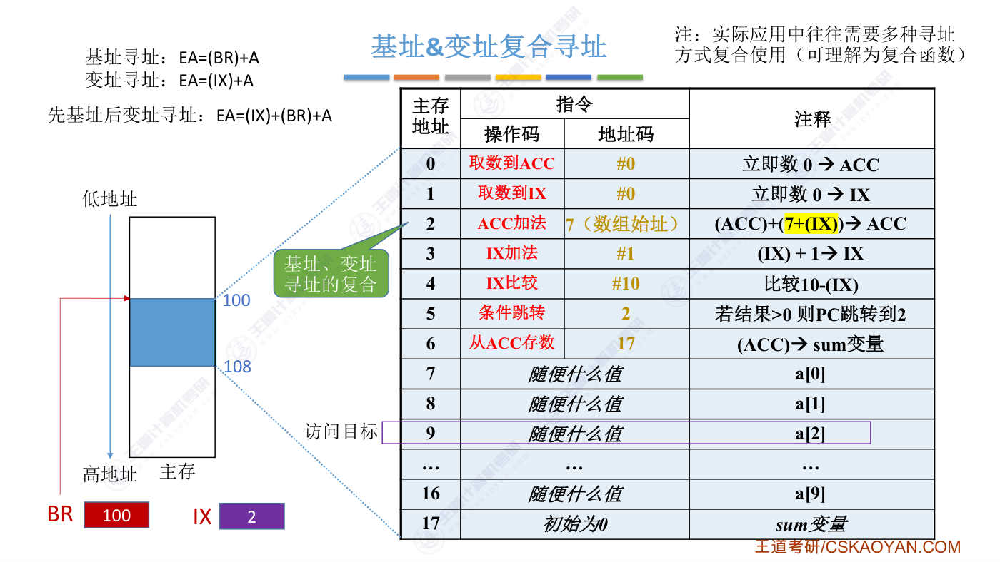 基址&变址复合寻址
注：实际应用中往往需要多种寻址
方式复合使用（可理解为复合函数）
基址寻址：EA=(BR)+A
变址寻址：EA=(IX)+A
先基址后变址寻址：EA=(IX)+(BR)+A
主存地址 指令 注释
操作码 地址码
0 取数到ACC #0 立即数 0 → ACC
1 取数到IX #0 立即数 0 → IX
2 ACC加法 7（数组始址） (ACC)+(7+(IX))→ ACC
3 IX加法 #1 (IX) + 1→ IX
4 IX比较 #10 比较10-(IX)
5 条件跳转 2 若结果>0 则PC跳转到2
6 从ACC存数 17 (ACC)→ sum变量
7 随便什么值 a[0]
8 随便什么值 a[1]
9 随便什么值 a[2]
… … …
16 随便什么值 a[9]
17 初始为0 sum变量
低地址
基址、变址
寻址的复合
100
108
访问目标
高地址
主存
BR 100
IX 2
王道考研/CSKAOYAN.COM